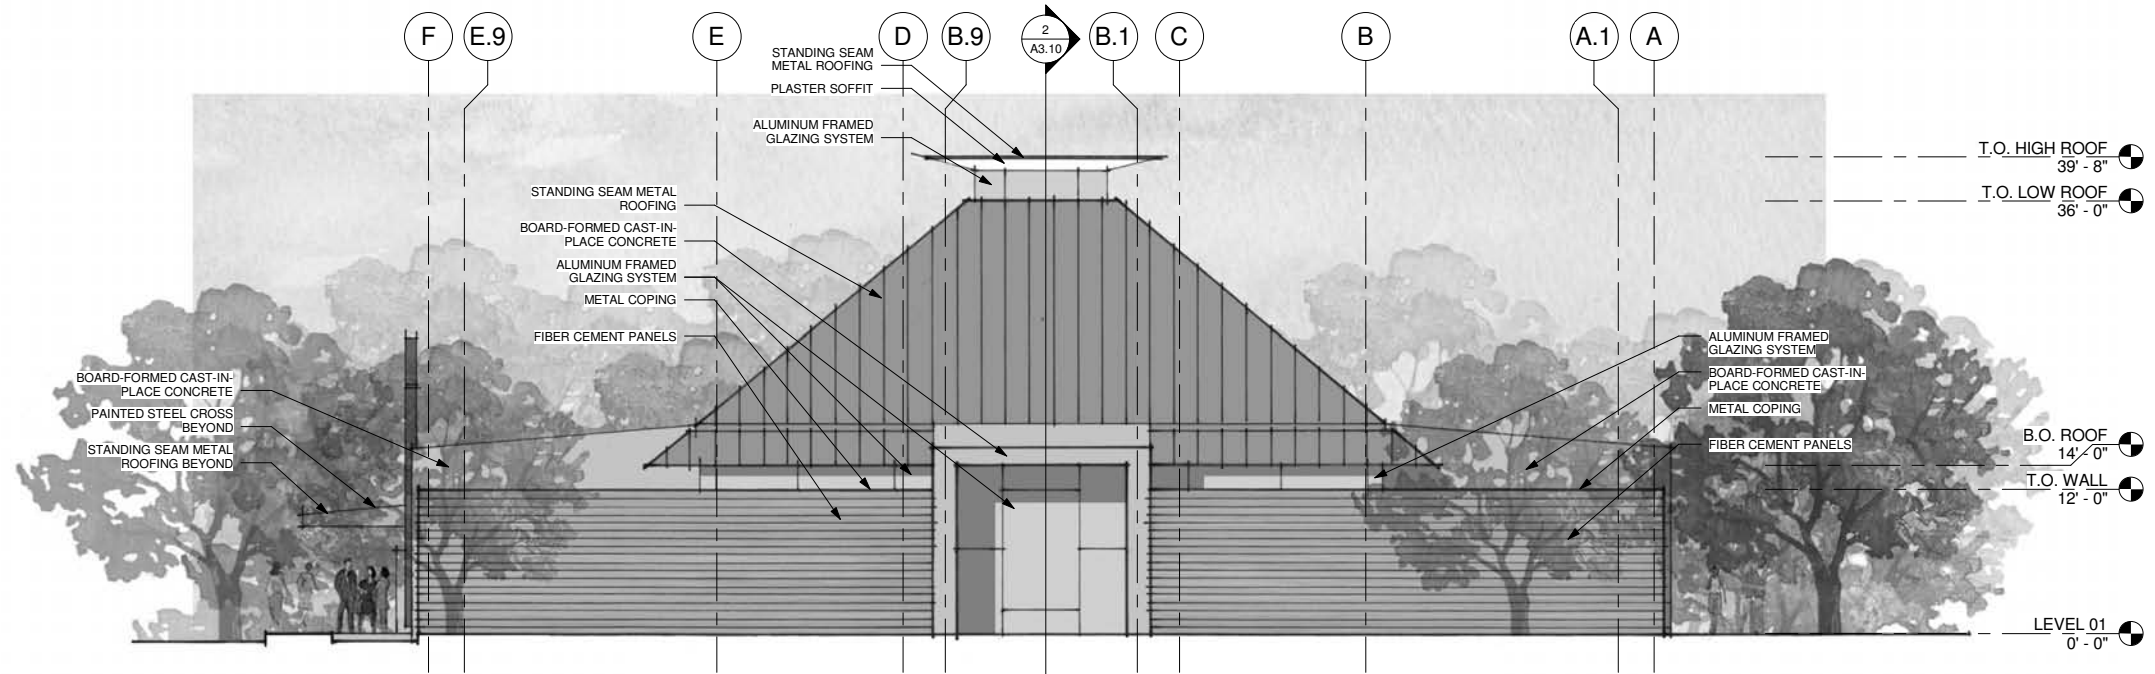 F
E.9
E
D
B.9
2
A3.10
B.1
C
B
A.1
A
STANDING SEAM
METAL ROOFING
PLASTER SOFFIT
ALUMINUM FRAMED
GLAZING SYSTEM
STANDING SEAM METAL
ROOFING
BOARD-FORMED CAST-IN-
PLACE CONCRETE
ALUMINUM FRAMED
GLAZING SYSTEM
METAL COPING
FIBER CEMENT PANELS
BOARD-FORMED CAST-IN-
PLACE CONCRETE
PAINTED STEEL CROSS
BEYOND
STANDING SEAM METAL
ROOFING BEYOND
ALUMINUM FRAMED
GLAZING SYSTEM
BOARD-FORMED CAST-IN-
PLACE CONCRETE
METAL COPING
FIBER CEMENT PANELS
T.O. HIGH ROOF
39' - 8"
T.O. LOW ROOF
36' - 0"
B.O. ROOF
14' - 0"
T.O. WALL
12' - 0"
LEVEL 01
0' - 0"